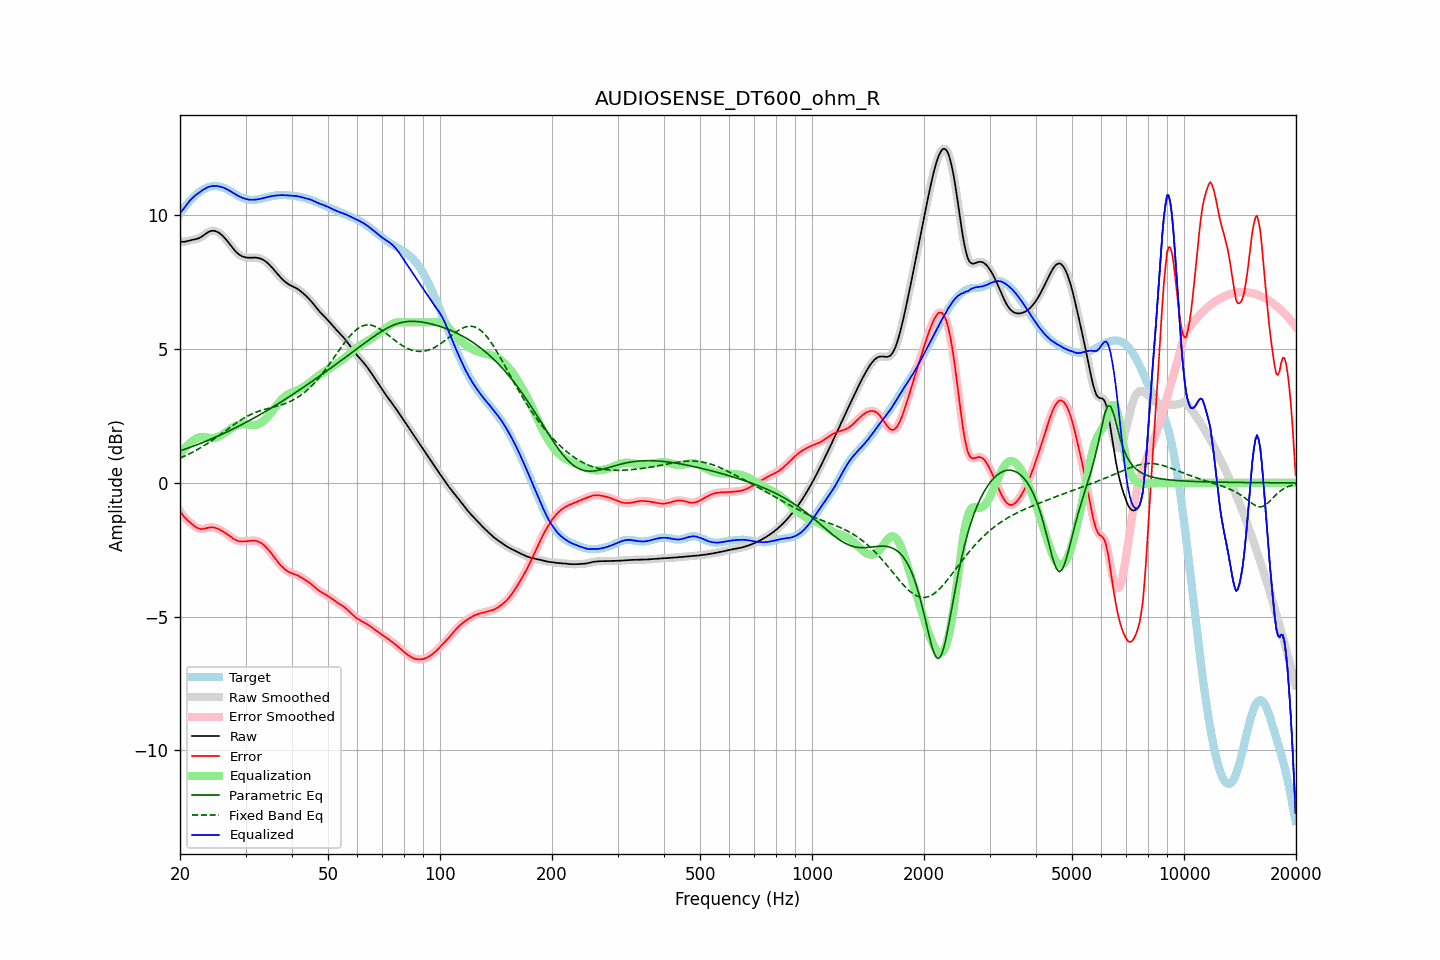 AUDIOSENSE_DT600_ohm_R
Amplitude (dBr)
10
5
0
−5
−10
Target
Raw Smoothed
Error Smoothed
Raw
Error
Equalization
Parametric Eq
Fixed Band Eq
Equalized
20 50 100 200 500 1000 2000 5000 10000 20000
Frequency (Hz)